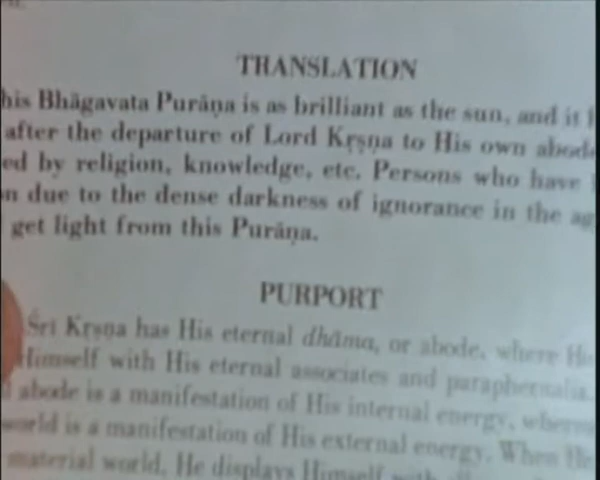 TRANSLATION
his Bhāgavata Purāṇa is as brilliant as the sun, and it
after the departure of Lord Kṛṣṇa to His own abode
ed by religion, knowledge, etc. Persons who have
n due to the dense darkness of ignorance in the ag
get light from this Purāṇa.
PURPORT
Śrī Kṛṣṇa has His eternal dhāma, or abode, where He
Himself with His eternal associates and paraphernalia.
abode is a manifestation of His internal energy, wherea
world is a manifestation of His external energy. When He
material world, He displays Himself with